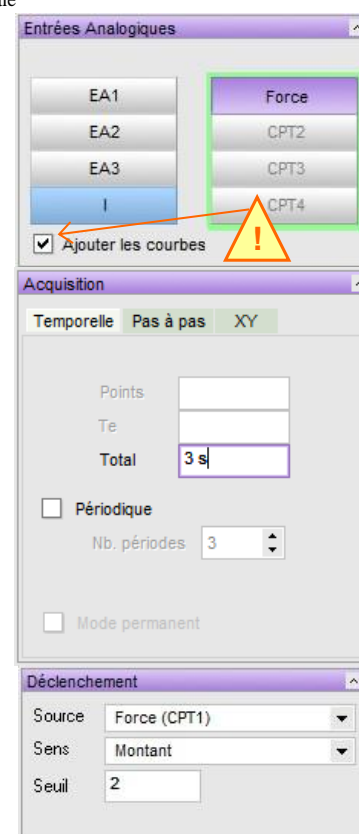 Entrées Analogiques
EA1 Force
EA2 CPT2
EA3 CPT3
I CPT4
Ajouter les courbes !
Acquisition
Temporelle Pas à pas XY
Points
Te
Total 3 s
Périodique
Nb. périodes 3
Mode permanent
Déclenchement
Source Force (CPT1)
Sens Montant
Seuil 2